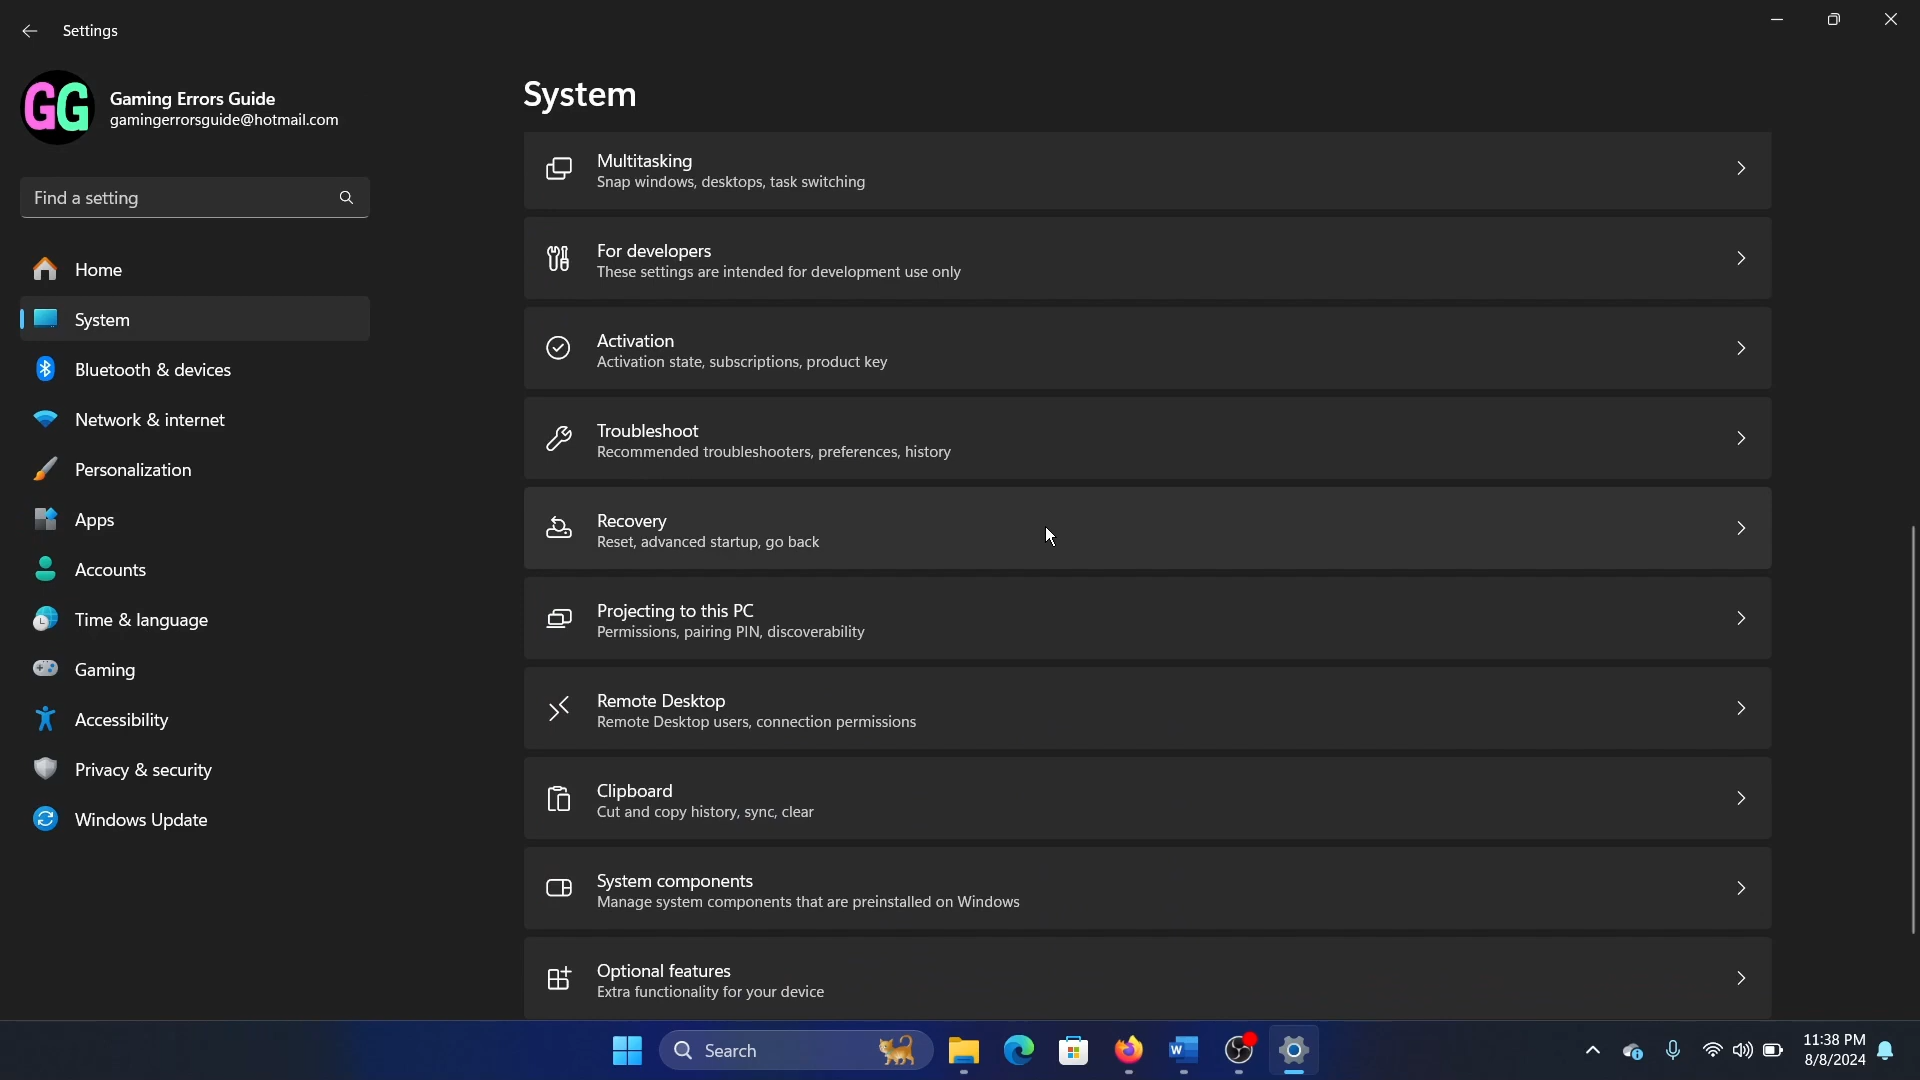 Settings
GG
Gaming Errors Guide
gamingerrorsguide@hotmail.com
Find a setting
Home
System
Bluetooth & devices
Network & internet
Personalization
Apps
Accounts
Time & language
Gaming
Accessibility
Privacy & security
Windows Update
System
Multitasking
Snap windows, desktops, task switching
For developers
These settings are intended for development use only
Activation
Activation state, subscriptions, product key
Troubleshoot
Recommended troubleshooters, preferences, history
Recovery
Reset, advanced startup, go back
Projecting to this PC
Permissions, pairing PIN, discoverability
Remote Desktop
Remote Desktop users, connection permissions
Clipboard
Cut and copy history, sync, clear
System components
Manage system components that are preinstalled on Windows
Optional features
Extra functionality for your device
Search
W
11:38 PM
8/8/2024